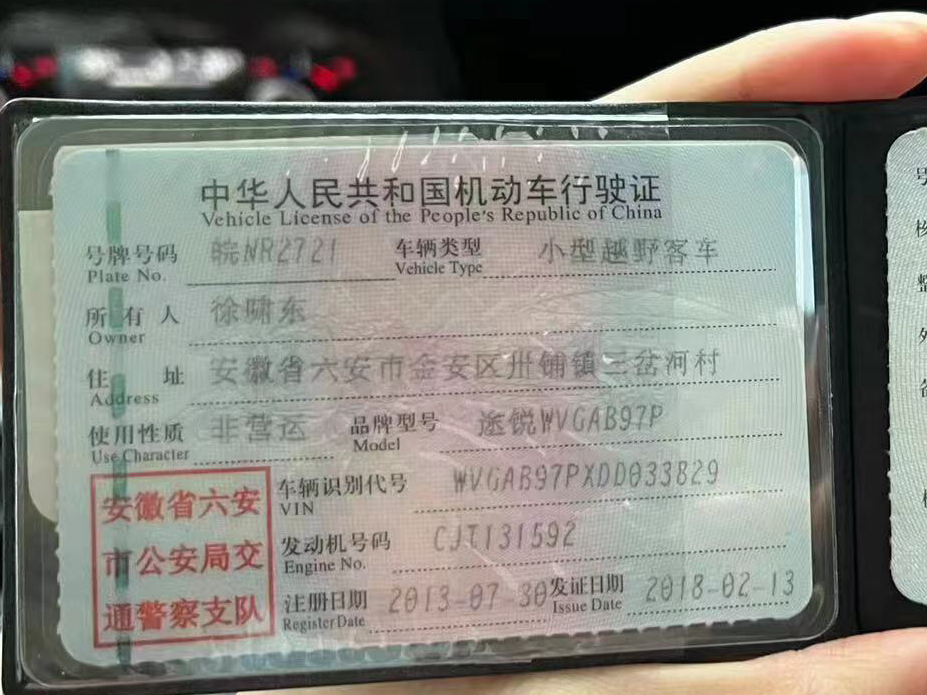 中华人民共和国机动车行驶证
Vehicle License of the People's Republic of China
号牌号码 皖NR2721 车辆类型 小型越野客车
Plate No. Vehicle Type
所有人 徐啸东
Owner
住址 安徽省六安市金安区卅铺镇三岔河村
Address
使用性质 非营运 品牌型号 途锐WVGAB97P
Use Character Model
安徽省六安
市公安局交
通警察支队
车辆识别代号 WVGAB97PXDD033829
VIN
发动机号码 CJT131592
Engine No.
注册日期 2013-07-30 发证日期 2018-02-13
Register Date Issue Date
号
核
整
外